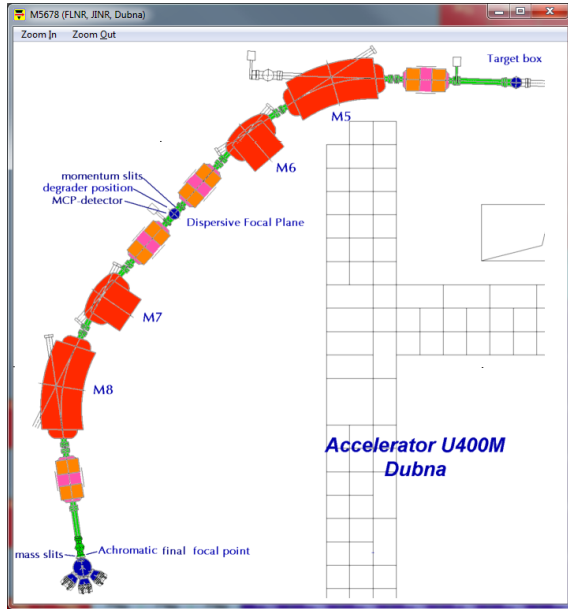 M5678 (FLNR, JINR, Dubna)
Zoom In Zoom Out
Target box
M5
M6
momentum slits
degrader position
MCP-detector
Dispersive Focal Plane
M7
M8
Accelerator U400M
Dubna
mass slits
Achromatic final focal point